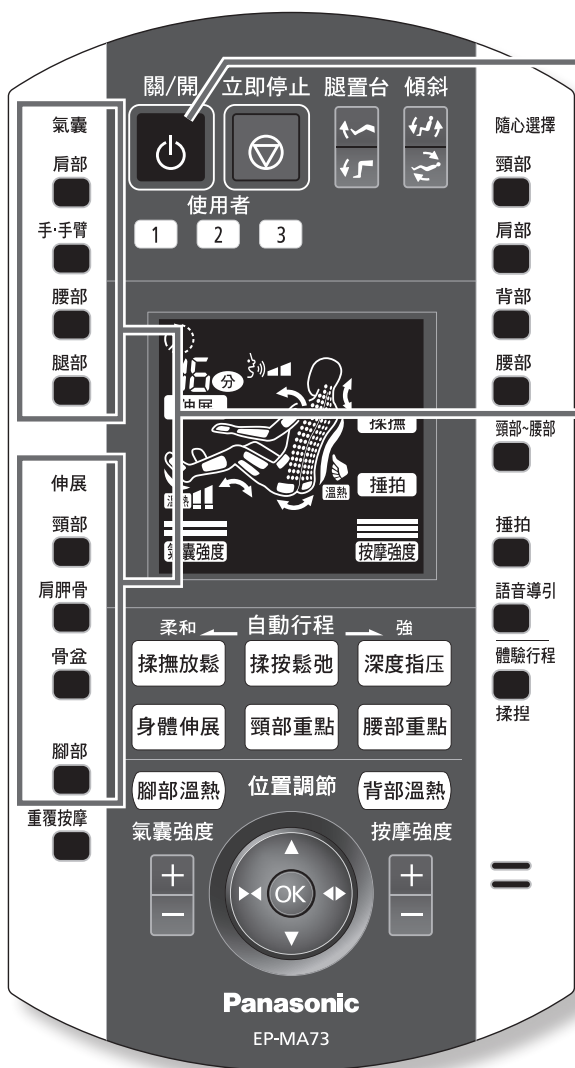 關/開 立即停止 腿置台 傾斜
使用者
1 2 3
氣囊
肩部
手·手臂
腰部
腿部
伸展
頸部
肩胛骨
骨盆
腳部
重覆按摩
分
揉撫
捶拍
溫熱
氣囊強度
按摩強度
隨心選擇
頸部
肩部
背部
腰部
頸部~腰部
捶拍
語音導引
體驗行程
揉捏
柔和 自動行程 強
揉撫放鬆 揉按鬆弛 深度指压
身體伸展 頸部重點 腰部重點
腳部溫熱 位置調節 背部溫熱
氣囊強度 按摩強度
+ +
− −
OK
Panasonic
EP-MA73